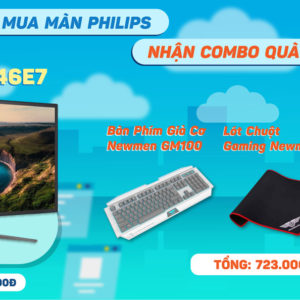 MUA MÀN PHILIPS
NHẬN COMBO QUÀ
46E7
Bàn Phím Giả Cơ
Newmen GM100
Lót Chuột
Gaming Newm
TỔNG: 723.000
00Đ